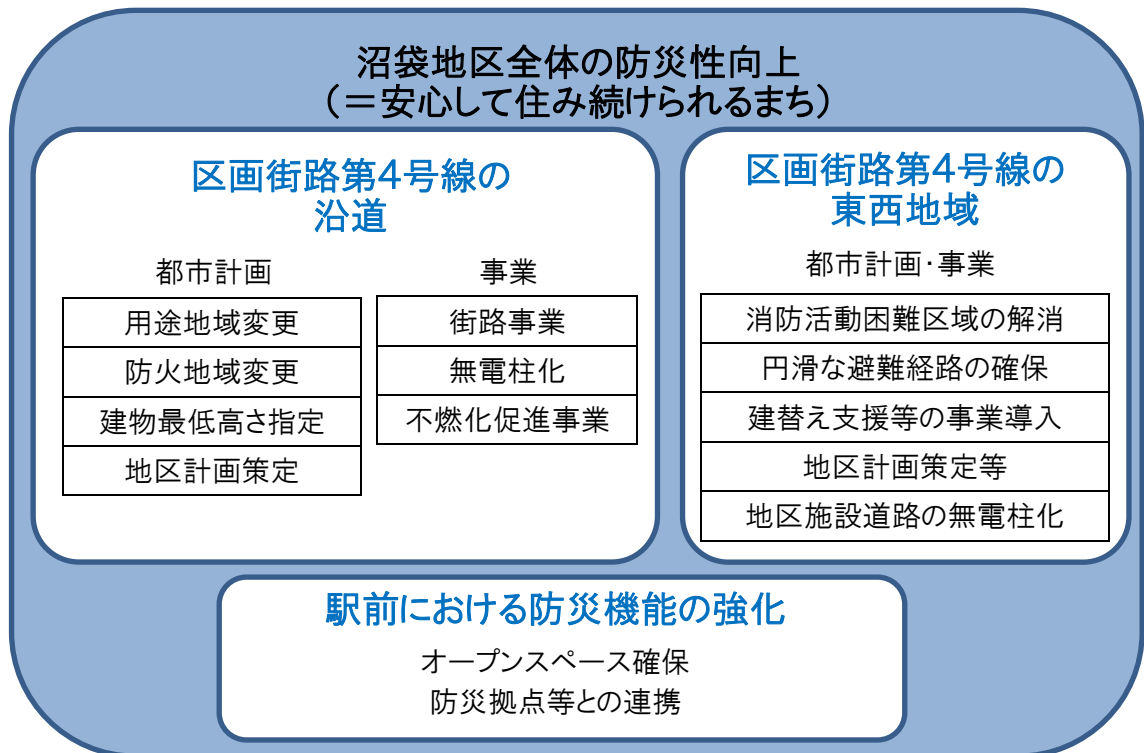 沼袋地区全体の防災性向上
（＝安心して住み続けられるまち）
区画街路第4号線の
沿道
都市計画
用途地域変更
防火地域変更
建物最低高さ指定
地区計画策定
事業
街路事業
無電柱化
不燃化促進事業
区画街路第4号線の
東西地域
都市計画・事業
消防活動困難区域の解消
円滑な避難経路の確保
建替え支援等の事業導入
地区計画策定等
地区施設道路の無電柱化
駅前における防災機能の強化
オープンスペース確保
防災拠点等との連携